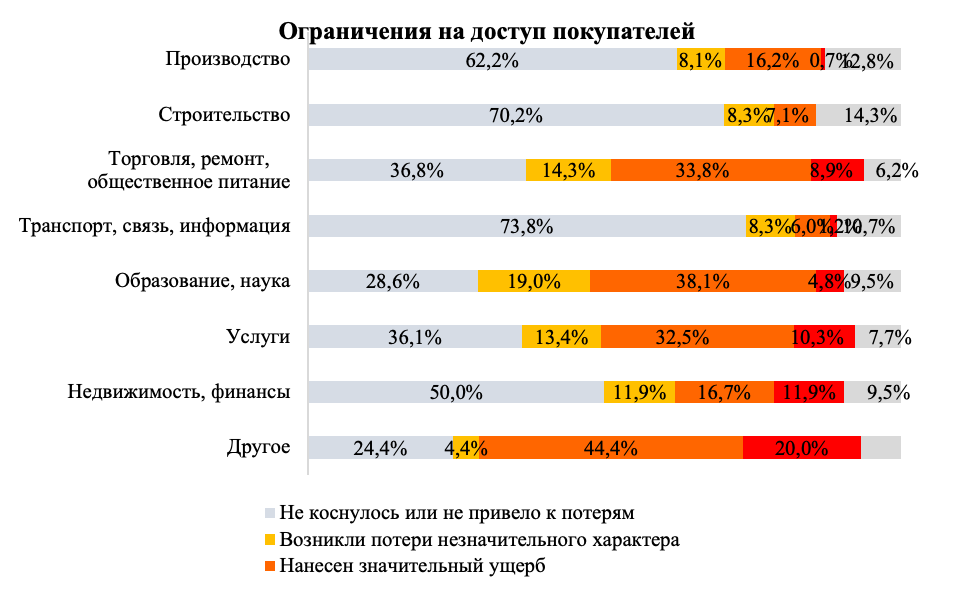 Ограничения на доступ покупателей
Производство 62,2% 8,1% 16,2% 0,7% 12,8%
Строительство 70,2% 8,3% 7,1% 14,3%
Торговля, ремонт,
общественное питание 36,8% 14,3% 33,8% 8,9% 6,2%
Транспорт, связь, информация 73,8% 8,3% 6,0% 1,2% 10,7%
Образование, наука 28,6% 19,0% 38,1% 4,8% 9,5%
Услуги 36,1% 13,4% 32,5% 10,3% 7,7%
Недвижимость, финансы 50,0% 11,9% 16,7% 11,9% 9,5%
Другое 24,4% 4,4% 44,4% 20,0%
Не коснулось или не привело к потерям
Возникли потери незначительного характера
Нанесен значительный ущерб